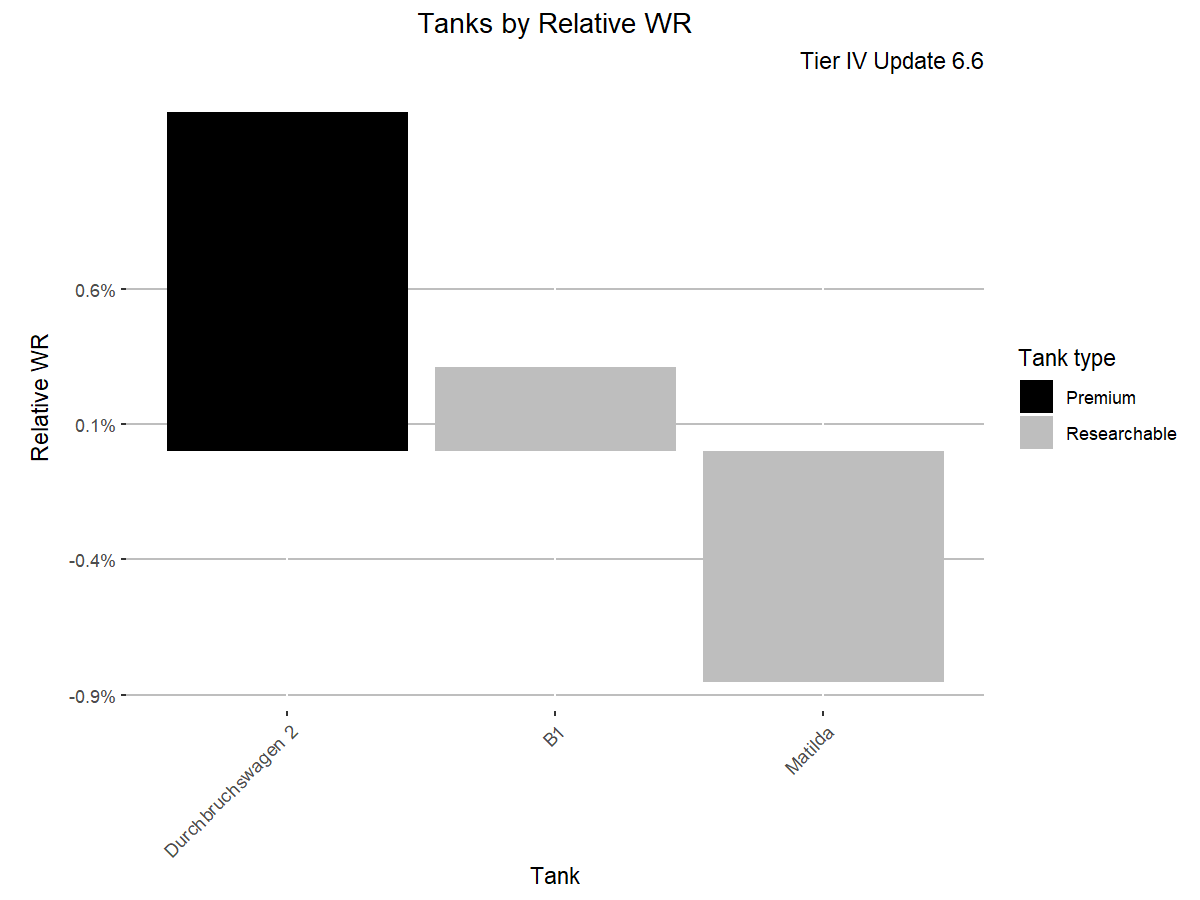 Tanks by Relative WR
Tier IV Update 6.6
0.6%
0.1%
-0.4%
-0.9%
Relative WR
Durchbruchswagen 2
B1
Matilda
Tank
Tank type
Premium
Researchable